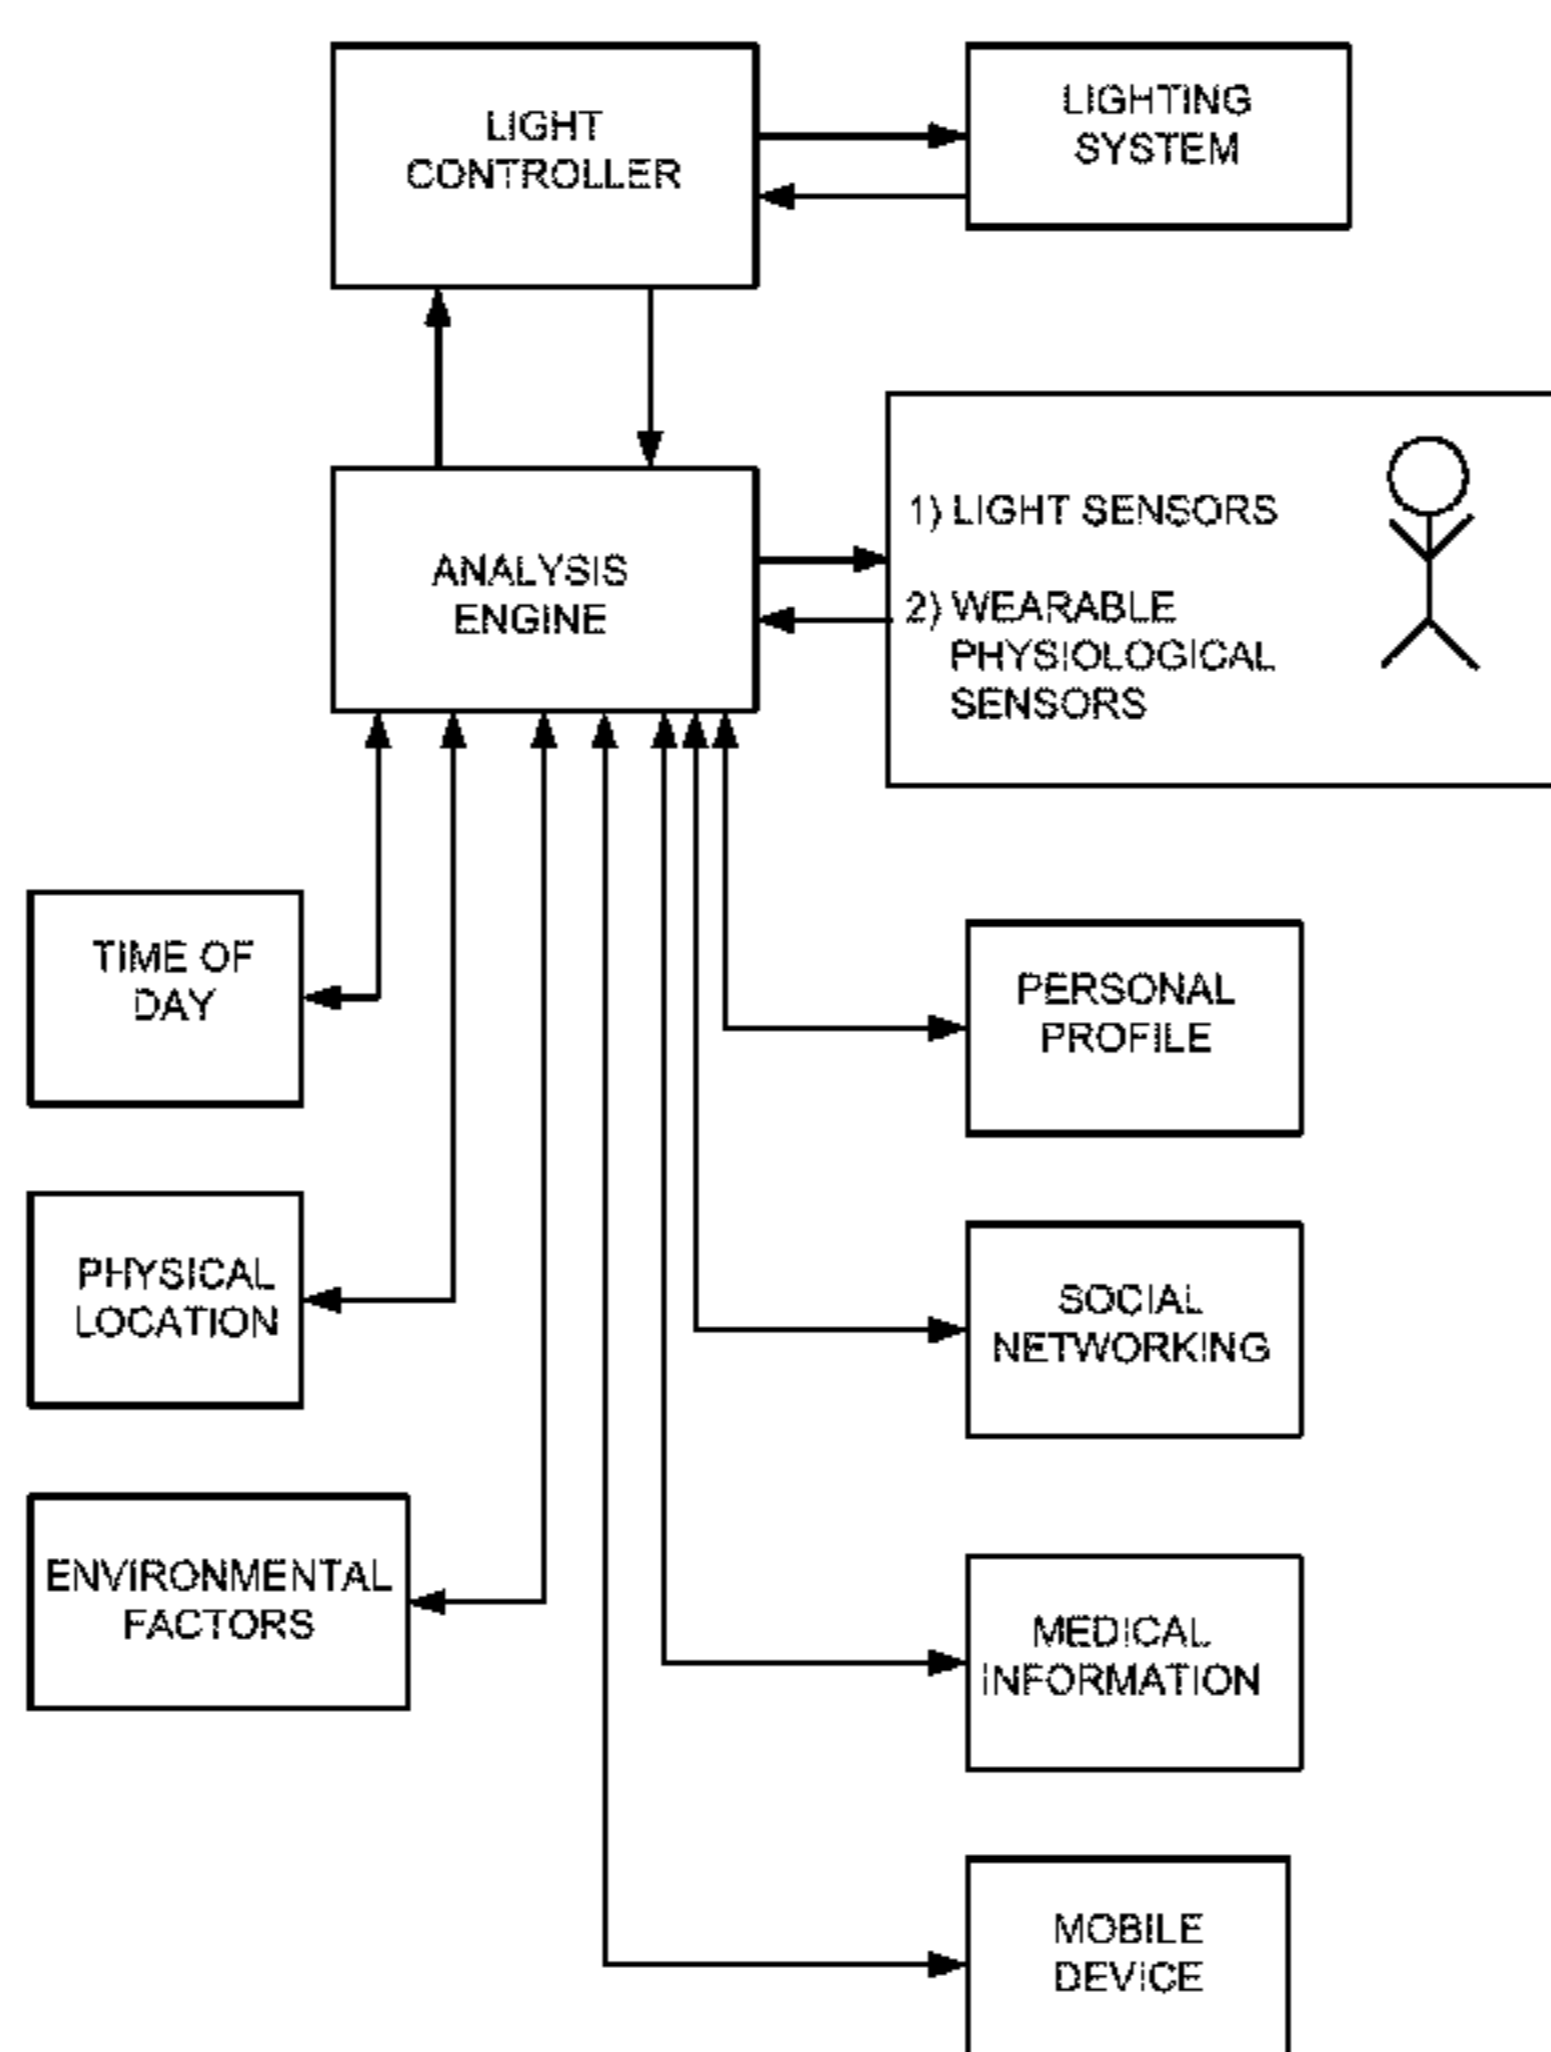 LIGHT
CONTROLLER
LIGHTING
SYSTEM
ANALYSIS
ENGINE
1) LIGHT SENSORS
2) WEARABLE
PHYSIOLOGICAL
SENSORS
TIME OF
DAY
PERSONAL
PROFILE
PHYSICAL
LOCATION
SOCIAL
NETWORKING
ENVIRONMENTAL
FACTORS
MEDICAL
INFORMATION
MOBILE
DEVICE